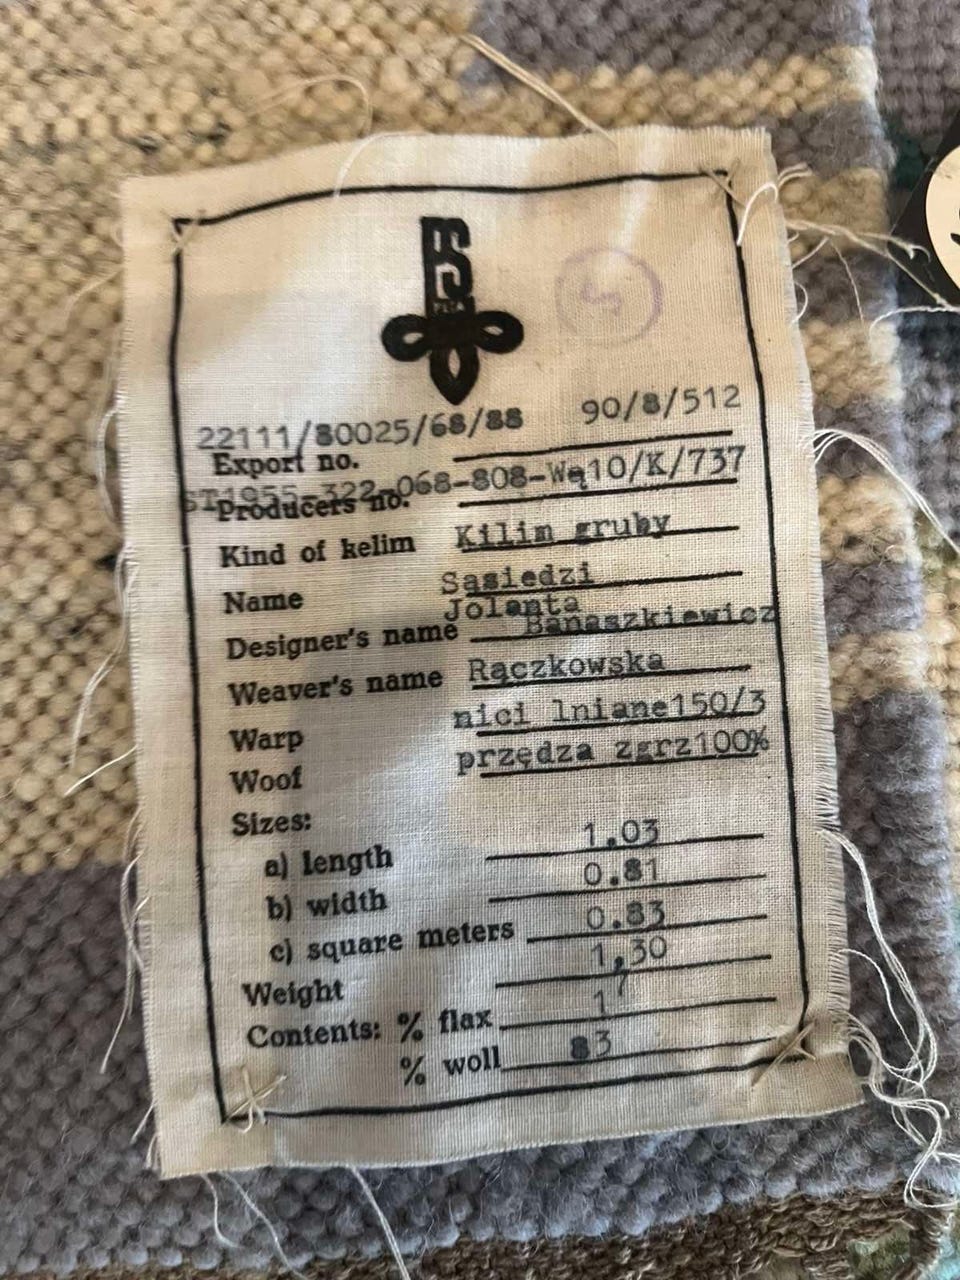 22111/80025/68/88 90/8/512
Export no.
ST1955-322-068-808-Wą10/K/737
Producers no.
Kind of kelim Kilim gruby
Name Sąsiedzi
Designer's name Jolanta Banaszkiewicz
Weaver's name Rączkowska
Warp nici lniane150/3
Woof przędza zgrz100%
Sizes:
a) length 1.03
b) width 0.81
c) square meters 0.83
Weight 1,30
Contents: % flax 17
% woll 83